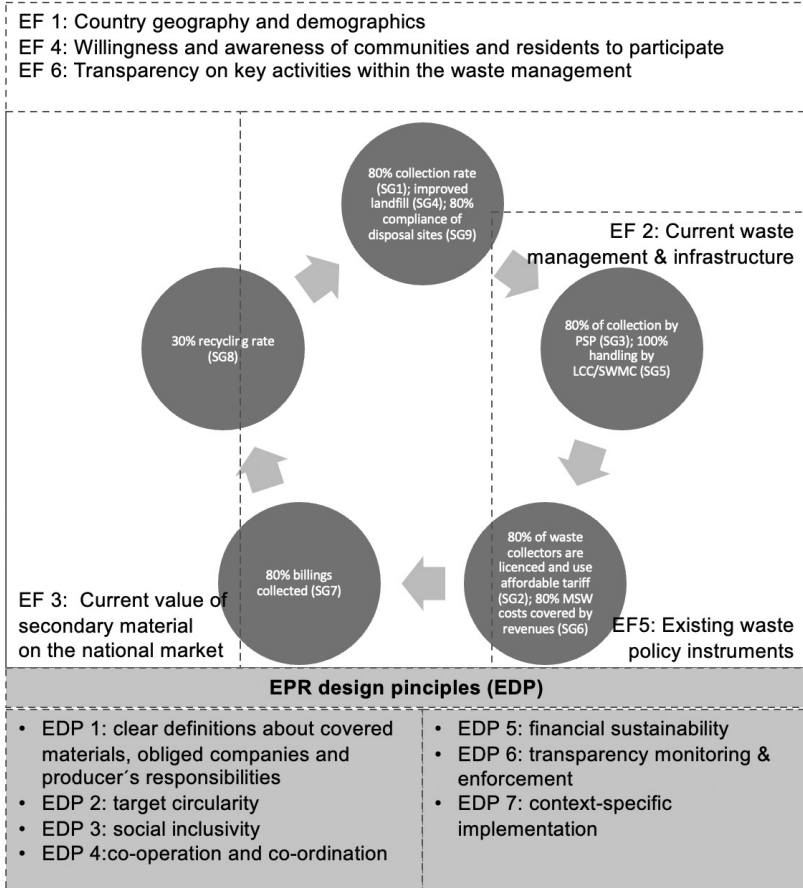 EF 1: Country geography and demographics
EF 4: Willingness and awareness of communities and residents to participate
EF 6: Transparency on key activities within the waste management
80% collection rate
(SG1); improved
landfill (SG4); 80%
compliance of
disposal sites (SG9)
EF 2: Current waste
management & infrastructure
80% of collection by
PSP (SG3); 100%
handling by
LCC/SWMC (SG5)
30% recycling rate
(SG8)
80% of waste
collectors are
licenced and use
affordable tariff
(SG2); 80% MSW
costs covered by
revenues (SG6)
80% billings
collected (SG7)
EF 3:  Current value of
secondary material
on the national market
EF5: Existing waste
policy instruments
EPR design pinciples (EDP)
• EDP 1: clear definitions about covered
materials, obliged companies and
producer´s responsibilities
• EDP 2: target circularity
• EDP 3: social inclusivity
• EDP 4:co-operation and co-ordination
• EDP 5: financial sustainability
• EDP 6: transparency monitoring &
enforcement
• EDP 7: context-specific
implementation